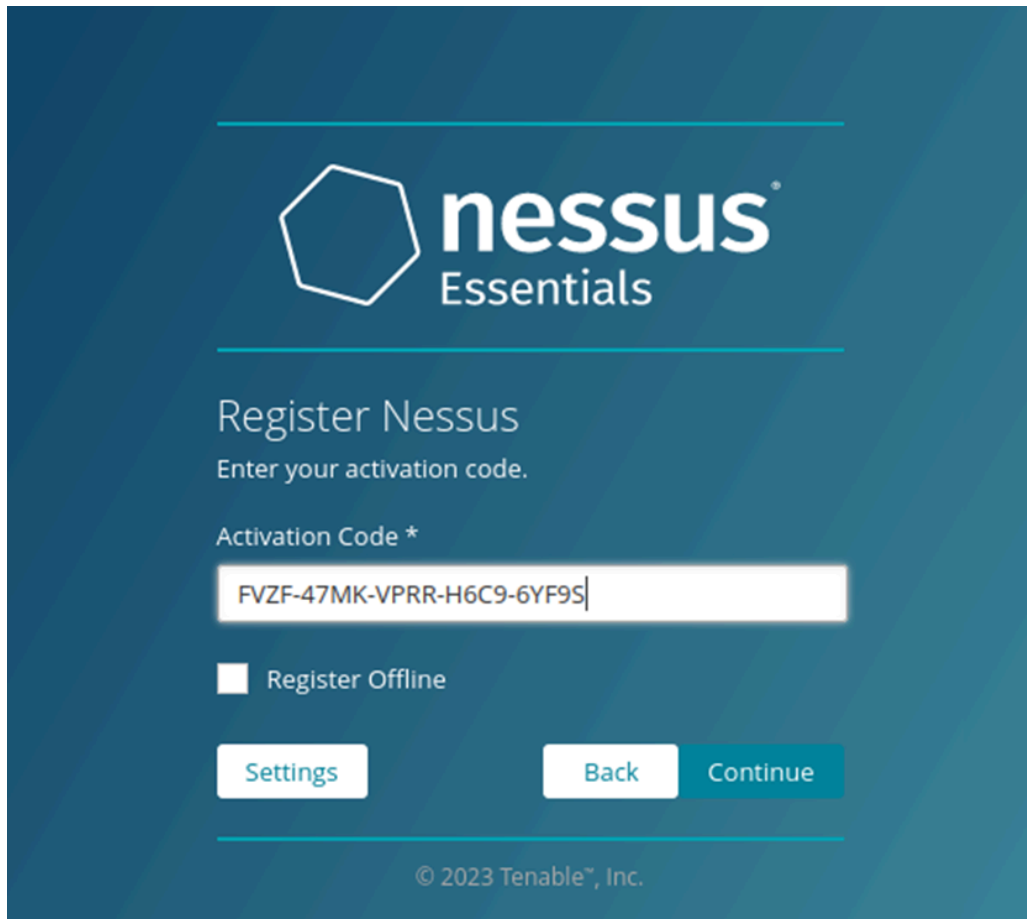 nessus®
Essentials
Register Nessus
Enter your activation code.
Activation Code *
FVZF-47MK-VPRR-H6C9-6YF9S
Register Offline
Settings Back Continue
© 2023 Tenable™, Inc.